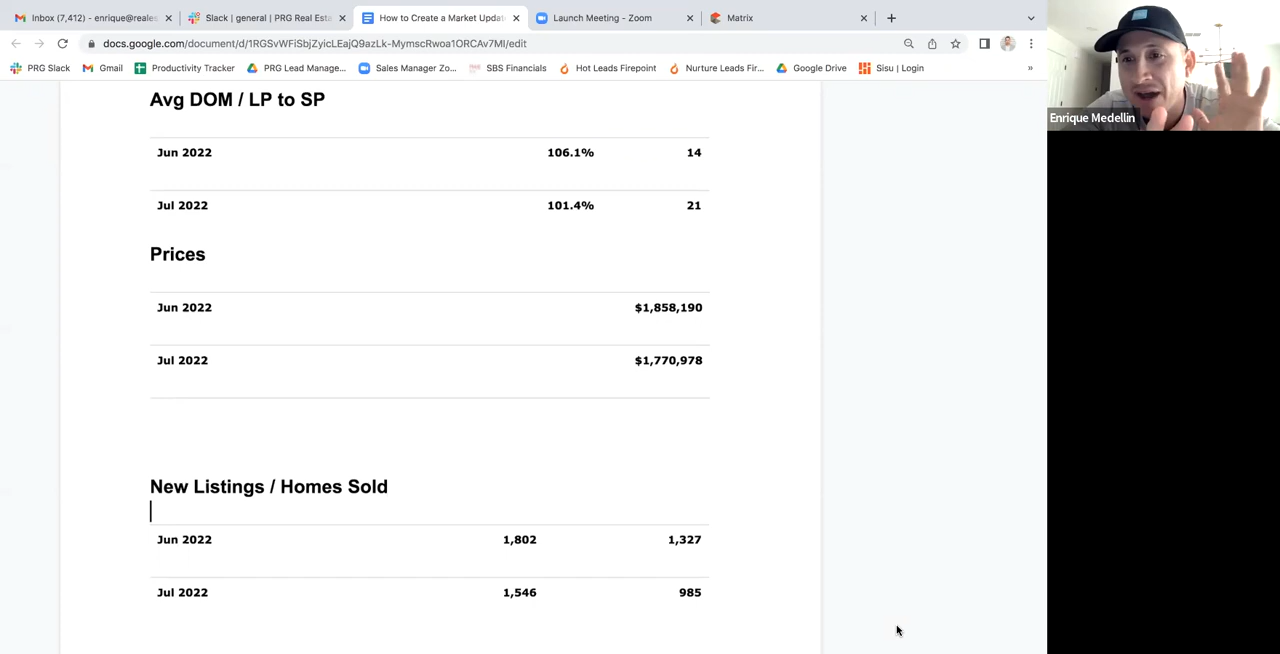 Inbox (7,412) - enrique@reales
Slack | general | PRG Real Esta
How to Create a Market Updat
Launch Meeting - Zoom
Matrix
docs.google.com/document/d/1RGSvWFiSbjZyicLEajQ9azLk-MymscRwoa1ORCAv7MI/edit
PRG Slack
Gmail
Productivity Tracker
PRG Lead Manage...
Sales Manager Zo...
SBS Financials
Hot Leads Firepoint
Nurture Leads Fir...
Google Drive
Sisu | Login
»
Enrique Medellin
Avg DOM / LP to SP
Jun 2022 106.1% 14
Jul 2022 101.4% 21
Prices
Jun 2022 $1,858,190
Jul 2022 $1,770,978
New Listings / Homes Sold
Jun 2022 1,802 1,327
Jul 2022 1,546 985